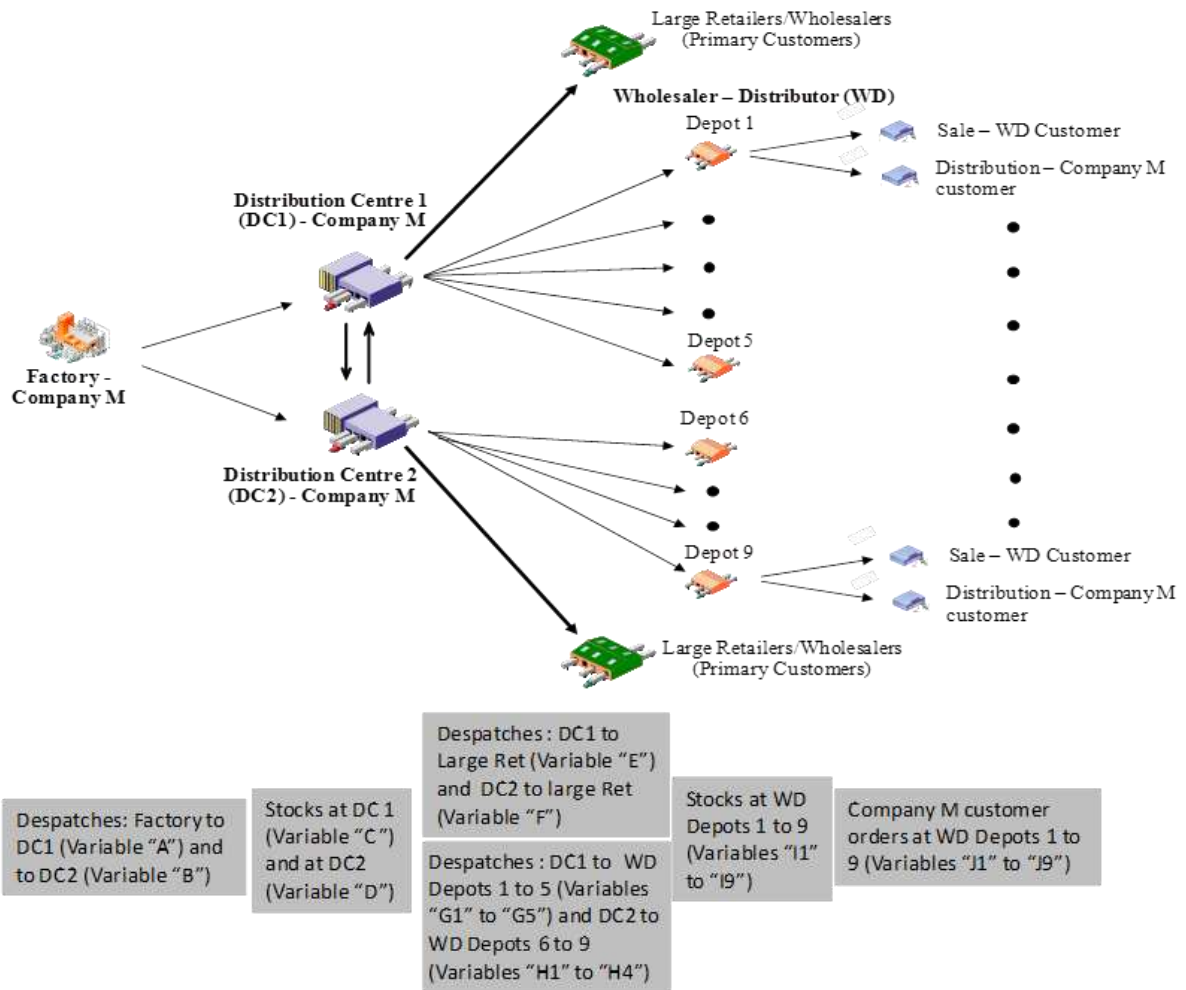 Large Retailers/Wholesalers
(Primary Customers)
Wholesaler – Distributor (WD)
Depot 1
Sale – WD Customer
Distribution – Company M
customer
Distribution Centre 1
(DC1) - Company M
Depot 5
Factory -
Company M
Depot 6
Distribution Centre 2
(DC2) - Company M
Depot 9
Sale – WD Customer
Distribution – Company M
customer
Large Retailers/Wholesalers
(Primary Customers)
Despatches: Factory to
DC1 (Variable “A”) and
to DC2 (Variable “B”)
Stocks at DC 1
(Variable “C”)
and at DC2
(Variable “D”)
Despatches : DC1 to
Large Ret (Variable “E”)
and DC2 to large Ret
(Variable “F”)
Despatches : DC1 to WD
Depots 1 to 5 (Variables
“G1” to “G5”) and DC2 to
WD Depots 6 to 9
(Variables “H1” to “H4”)
Stocks at WD
Depots 1 to 9
(Variables “I1”
to “I9”)
Company M customer
orders at WD Depots 1 to
9 (Variables “J1” to “J9”)